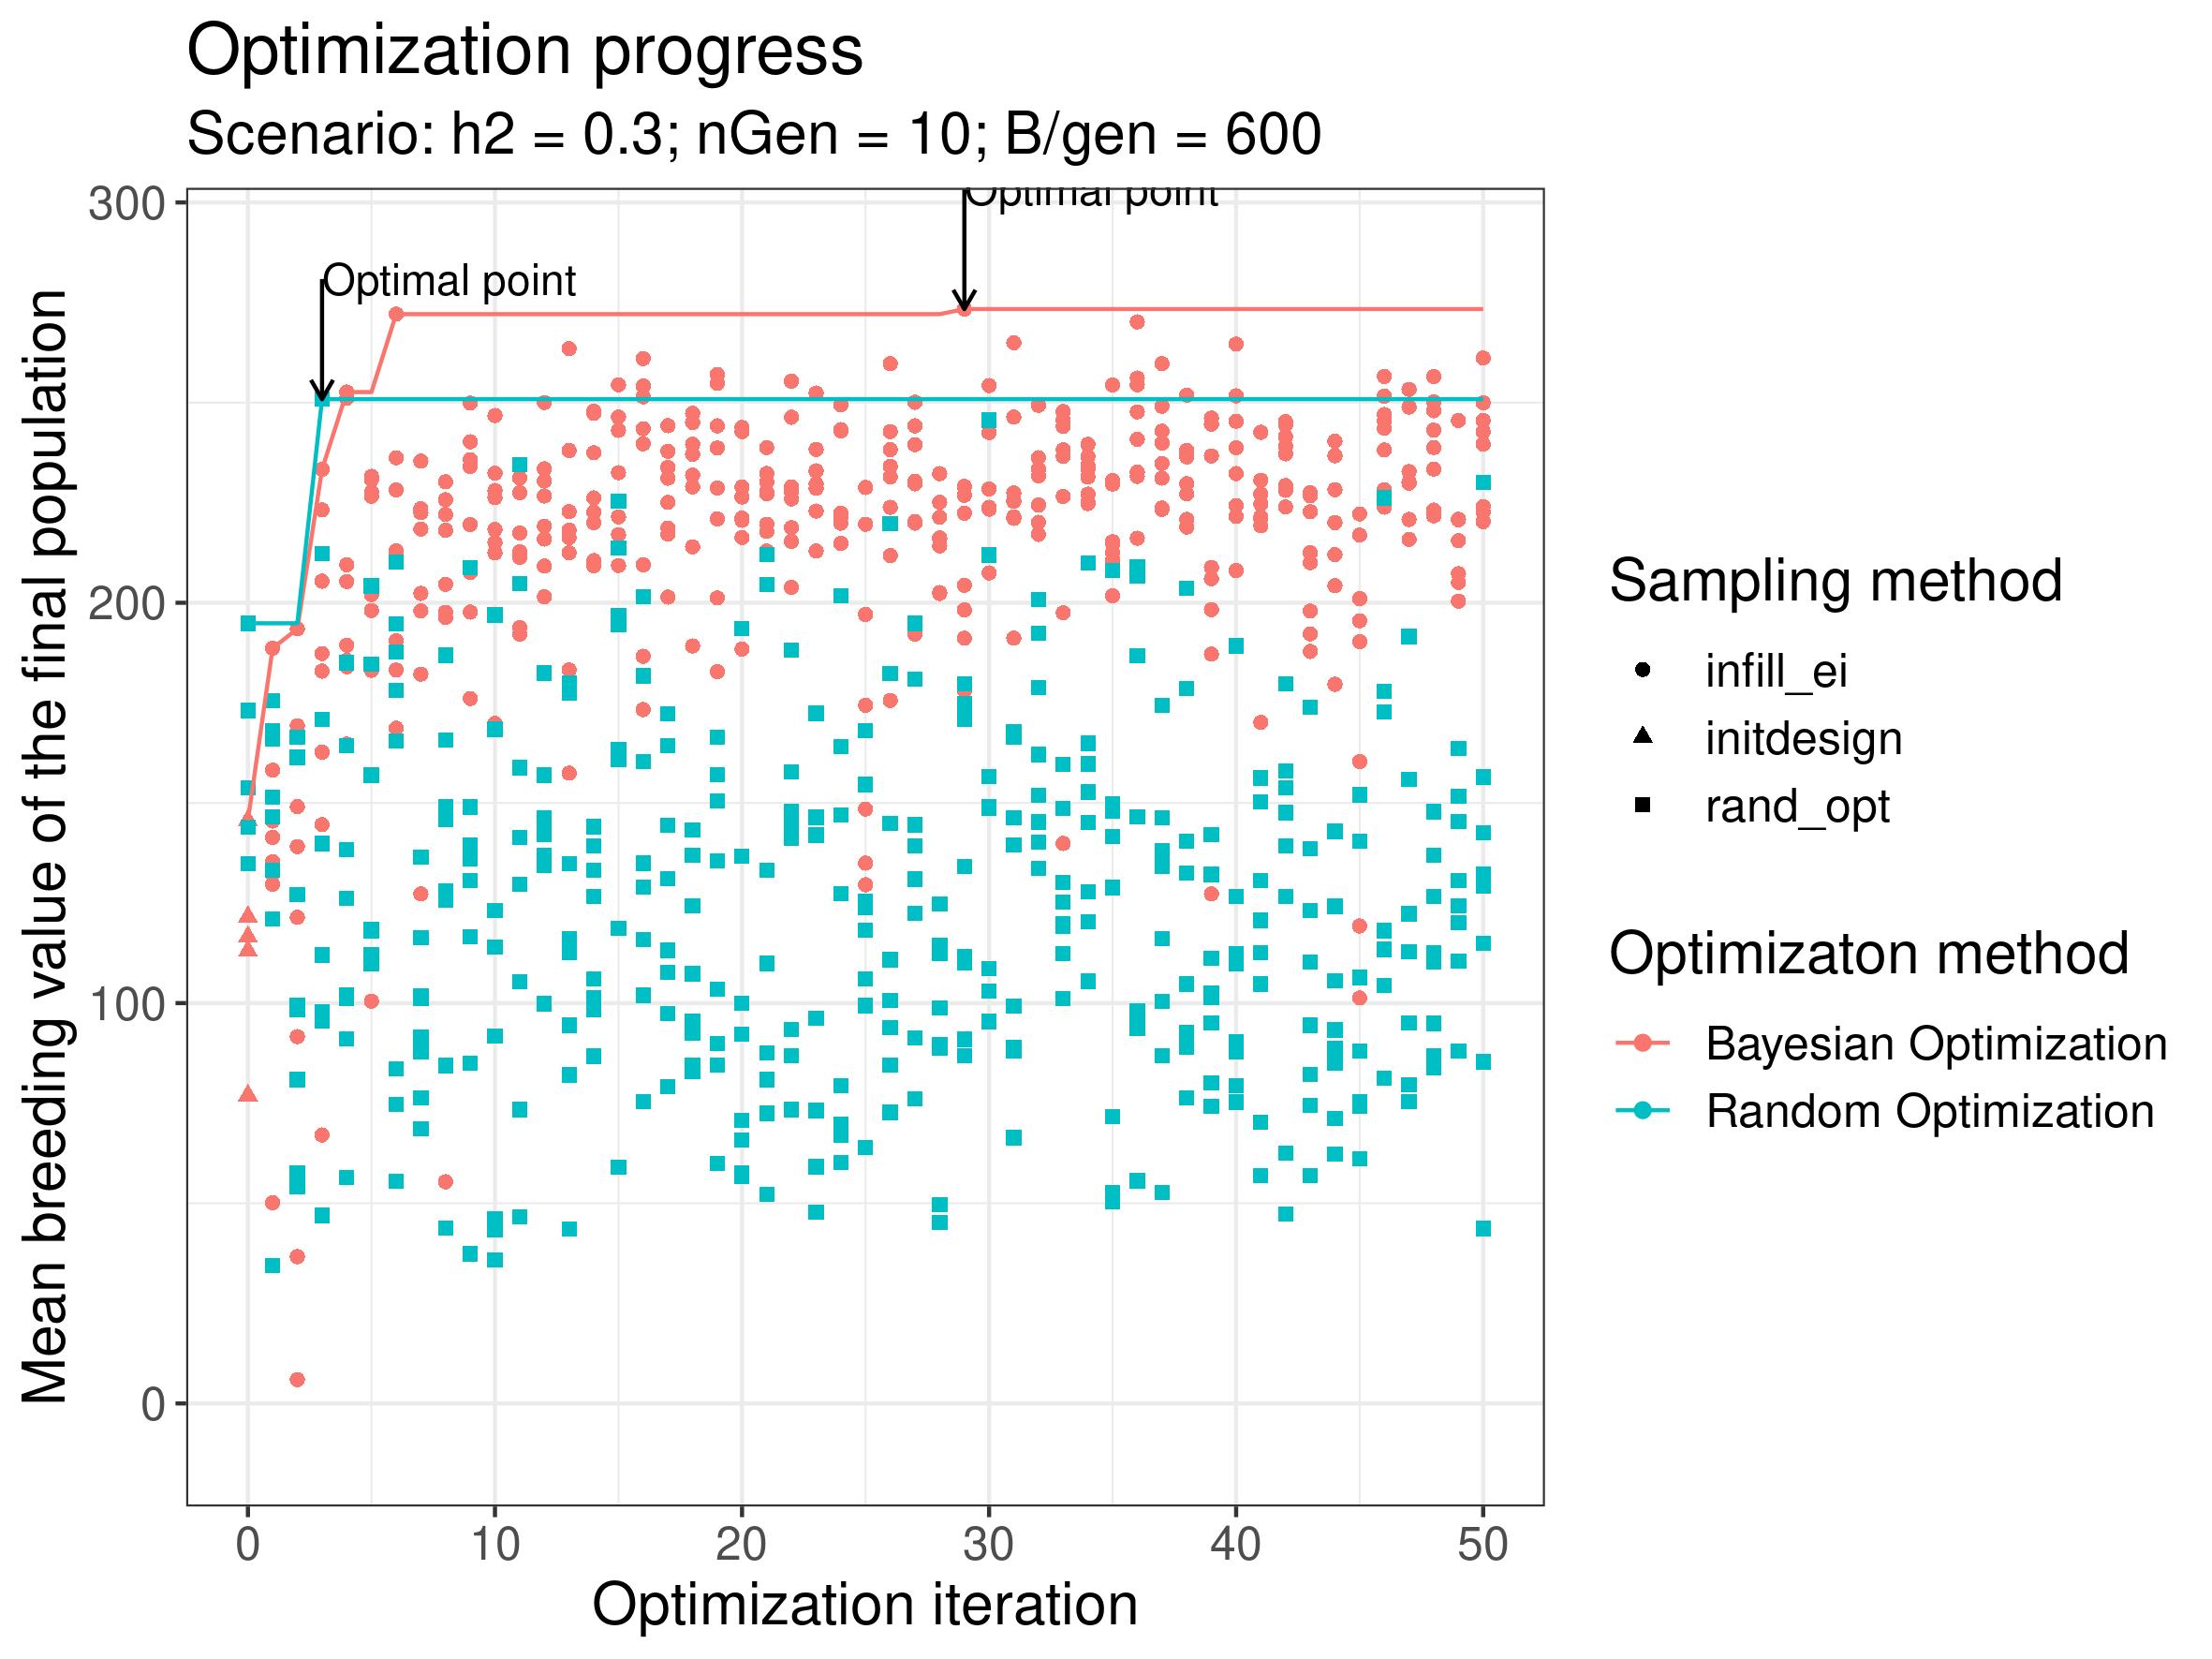 Optimization progress
Scenario: h2 = 0.3; nGen = 10; B/gen = 600
Mean breeding value of the final population
300
200
100
0
Optimal point
Optimal point
0 10 20 30 40 50
Optimization iteration
Sampling method
infill_ei
initdesign
rand_opt
Optimizaton method
Bayesian Optimization
Random Optimization